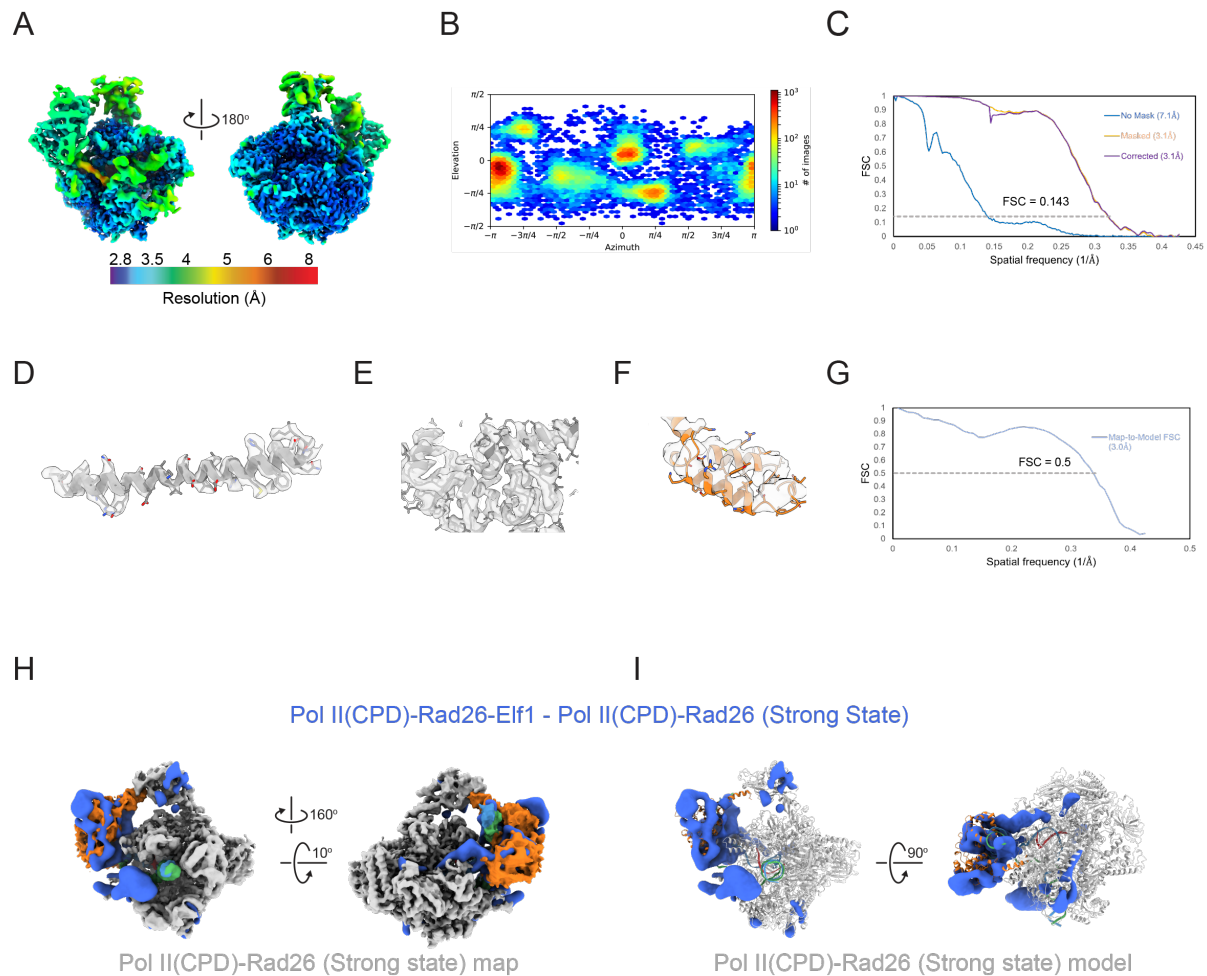 A
B
C
180°
2.8 3.5 4 5 6 8
Resolution (Å)
π/2
π/4
0
−π/4
−π/2
Elevation
−π −3π/4 −π/2 −π/4 0 π/4 π/2 3π/4 π
Azimuth
10³
10²
10¹
10⁰
# of images
1
0.9
0.8
0.7
0.6
0.5
0.4
0.3
0.2
0.1
0
FSC
No Mask (7.1Å)
Masked (3.1Å)
Corrected (3.1Å)
FSC = 0.143
0 0.05 0.1 0.15 0.2 0.25 0.3 0.35 0.4 0.45
Spatial frequency (1/Å)
D
E
F
G
1
0.9
0.8
0.7
0.6
0.5
0.4
0.3
0.2
0.1
0
FSC
Map-to-Model FSC
(3.0Å)
FSC = 0.5
0 0.1 0.2 0.3 0.4 0.5
Spatial frequency (1/Å)
H
I
Pol II(CPD)-Rad26-Elf1 - Pol II(CPD)-Rad26 (Strong State)
160°
10°
90°
Pol II(CPD)-Rad26 (Strong state) map
Pol II(CPD)-Rad26 (Strong state) model